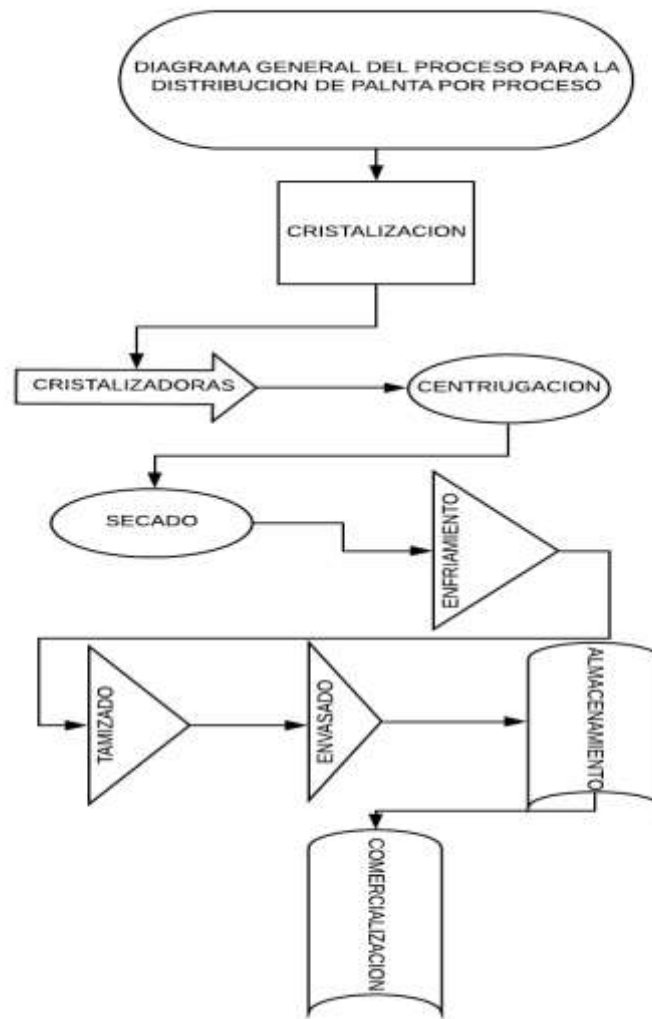 DIAGRAMA GENERAL DEL PROCESO PARA LA
DISTRIBUCION DE PALNTA POR PROCESO
CRISTALIZACION
CRISTALIZADORAS
CENTRIUGACION
SECADO
ENFRIAMIENTO
TAMIZADO
ENVASADO
ALMACENAMIENTO
COMERCIALIZACION